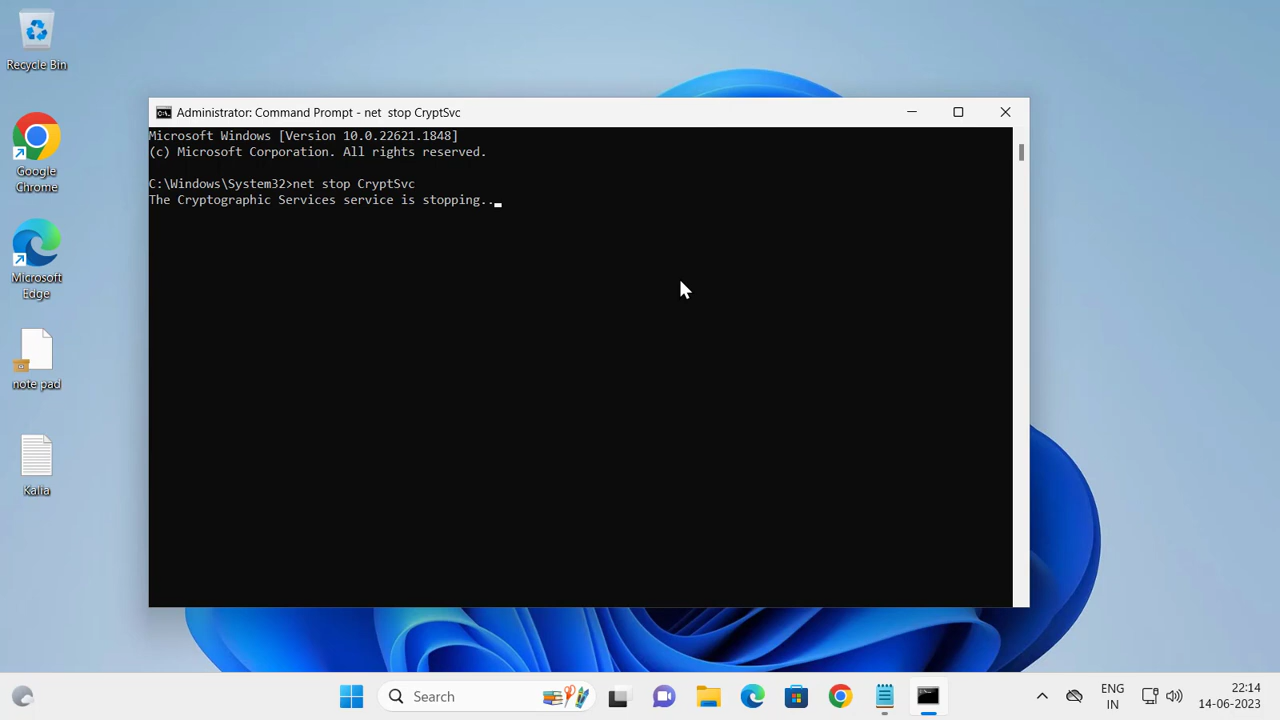 Recycle Bin
Google
Chrome
Microsoft
Edge
note pad
Kalia
Administrator: Command Prompt - net  stop CryptSvc
Microsoft Windows [Version 10.0.22621.1848]
(c) Microsoft Corporation. All rights reserved.
C:\Windows\System32>net stop CryptSvc
The Cryptographic Services service is stopping..
Search
ENG
IN
22:14
14-06-2023